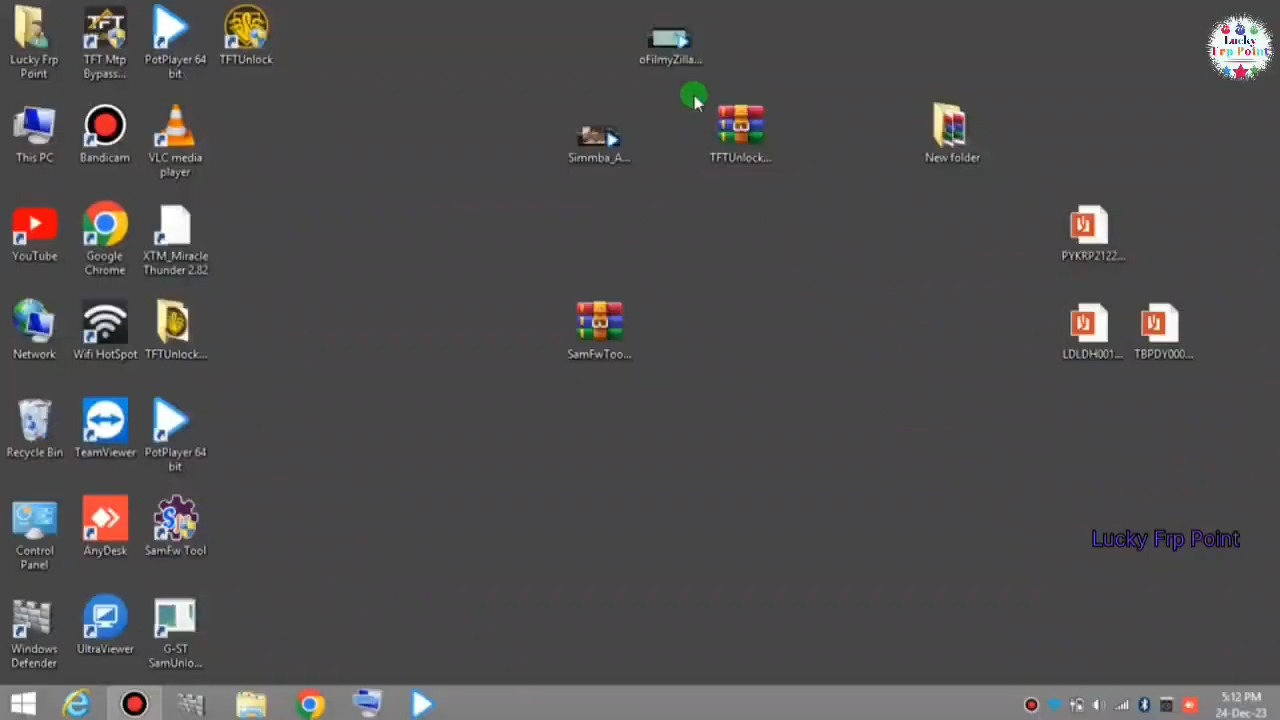 Lucky Frp
Point
TFT Mtp
Bypass...
PotPlayer 64
bit
TFTUnlock
oFilmyZilla...
Lucky
Frp Point
This PC
Bandicam
VLC media
player
Simmba_A...
TFTUnlock...
New folder
YouTube
Google
Chrome
XTM_Miracle
Thunder 2.82
PYKRP2122...
Network
Wifi HotSpot
TFTUnlock...
SamFwToo...
LDLDH001...
TBPDY000...
Recycle Bin
TeamViewer
PotPlayer 64
bit
Control
Panel
AnyDesk
SamFw Tool
Lucky Frp Point
Windows
Defender
UltraViewer
G-ST
SamUnlo...
5:12 PM
24-Dec-23